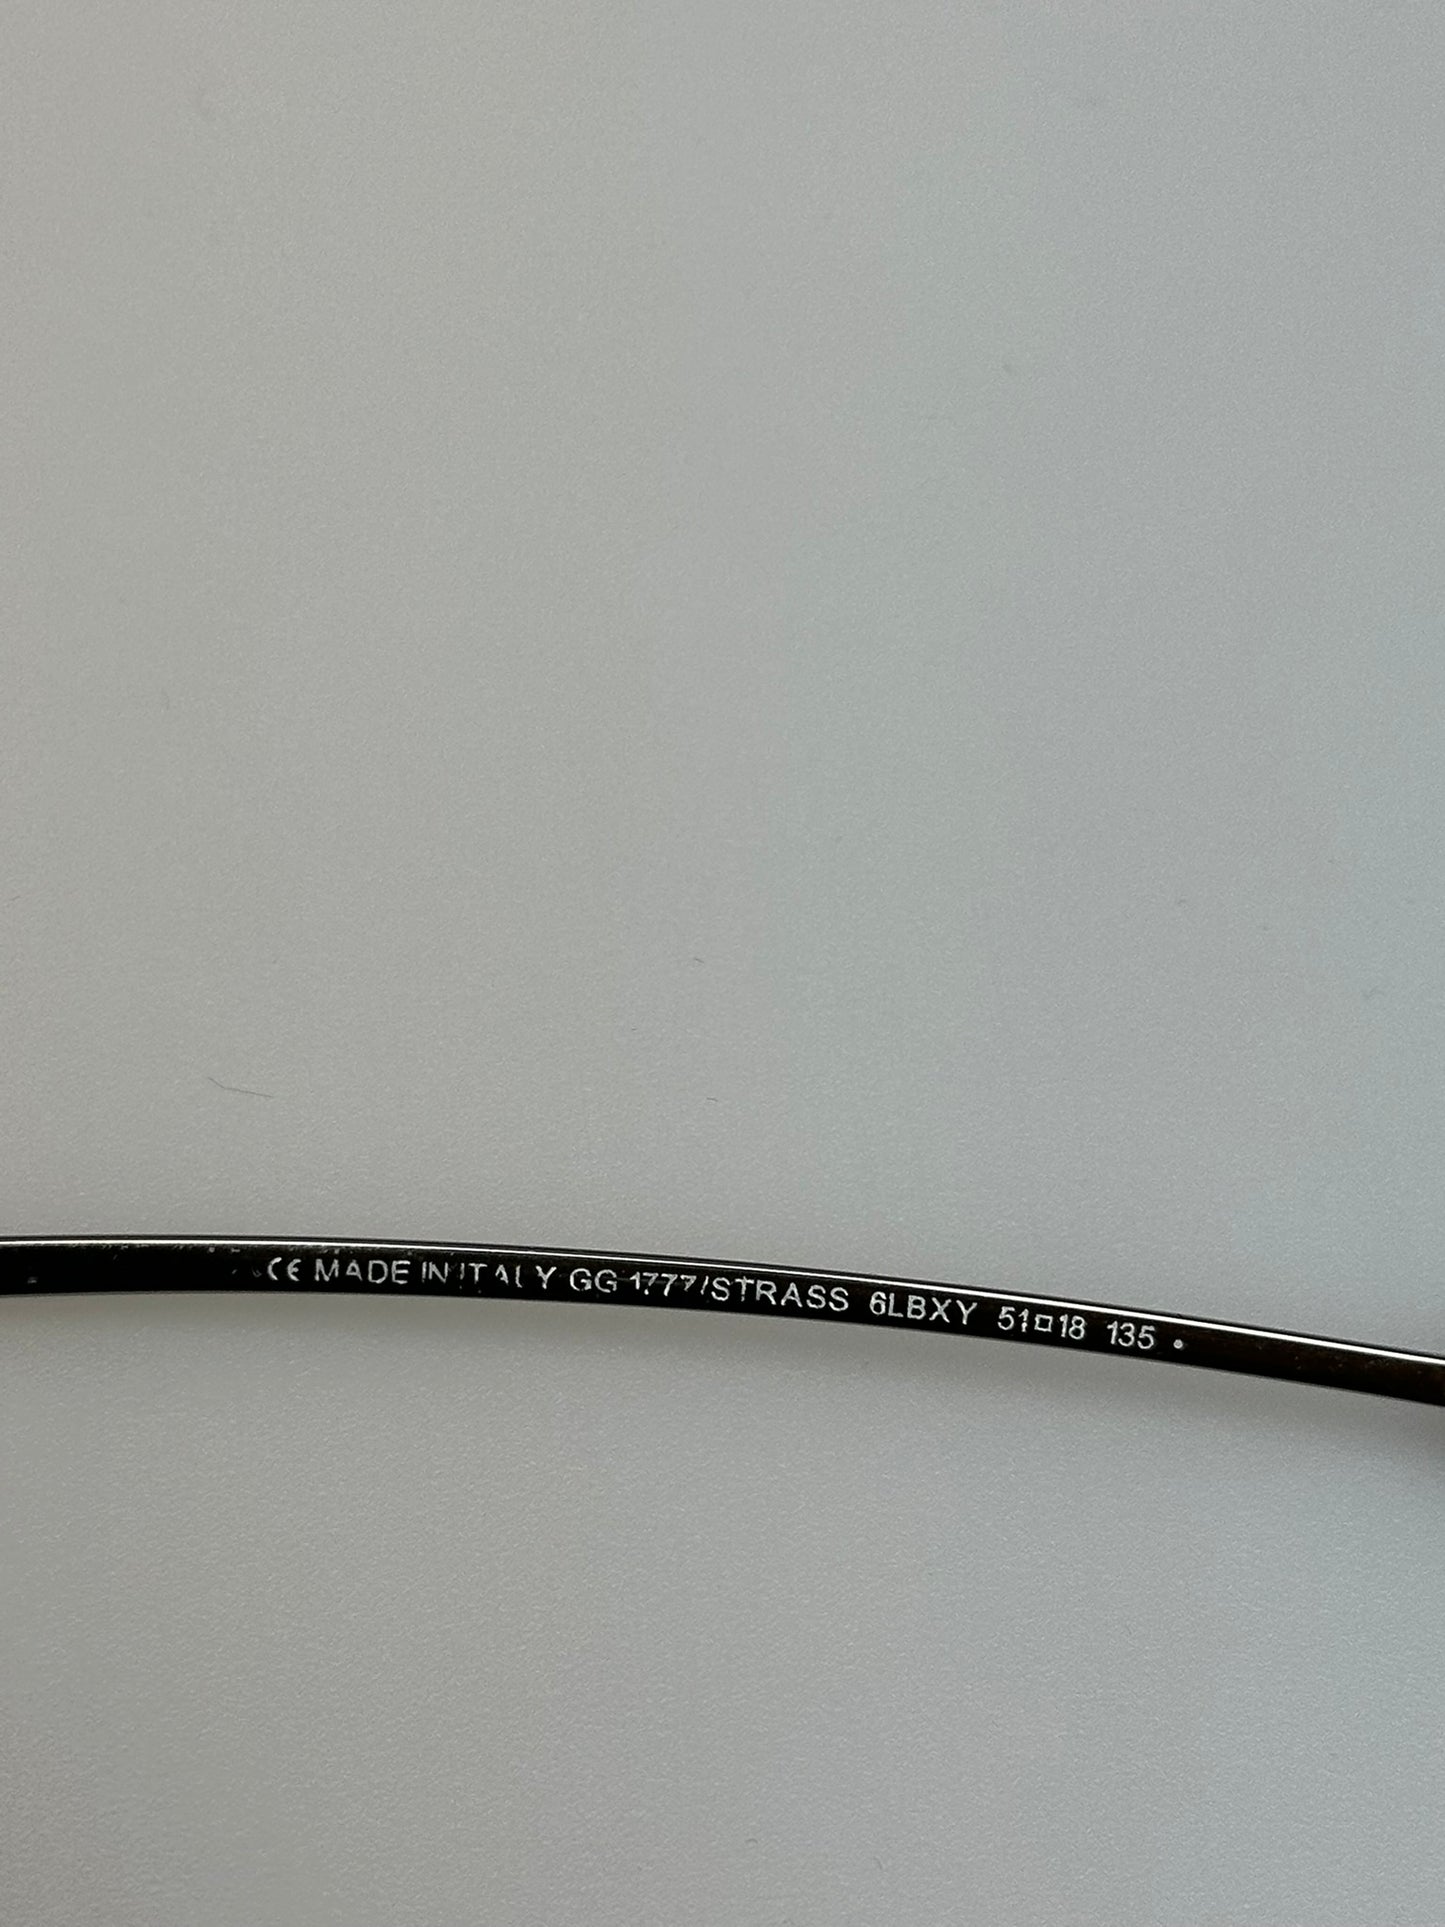 CE MADE IN ITALY GG 1777/STRASS 6LBXY 51□18 135